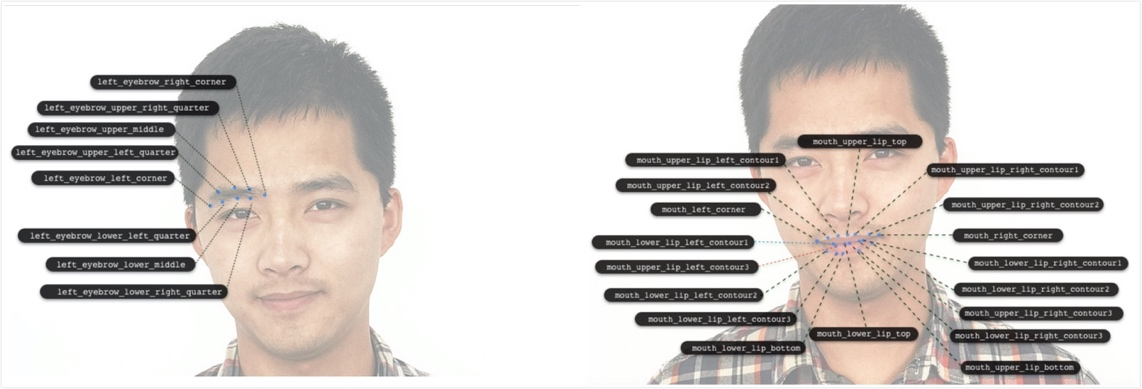 left_eyebrow_right_corner
left_eyebrow_upper_right_quarter
left_eyebrow_upper_middle
left_eyebrow_upper_left_quarter
left_eyebrow_left_corner
left_eyebrow_lower_left_quarter
left_eyebrow_lower_middle
left_eyebrow_lower_right_quarter
mouth_upper_lip_top
mouth_upper_lip_left_contour1
mouth_upper_lip_left_contour2
mouth_left_corner
mouth_lower_lip_left_contour1
mouth_upper_lip_left_contour3
mouth_lower_lip_left_contour2
mouth_lower_lip_left_contour3
mouth_lower_lip_top
mouth_lower_lip_bottom
mouth_upper_lip_right_contour1
mouth_upper_lip_right_contour2
mouth_right_corner
mouth_lower_lip_right_contour1
mouth_lower_lip_right_contour2
mouth_upper_lip_right_contour3
mouth_lower_lip_right_contour3
mouth_upper_lip_bottom